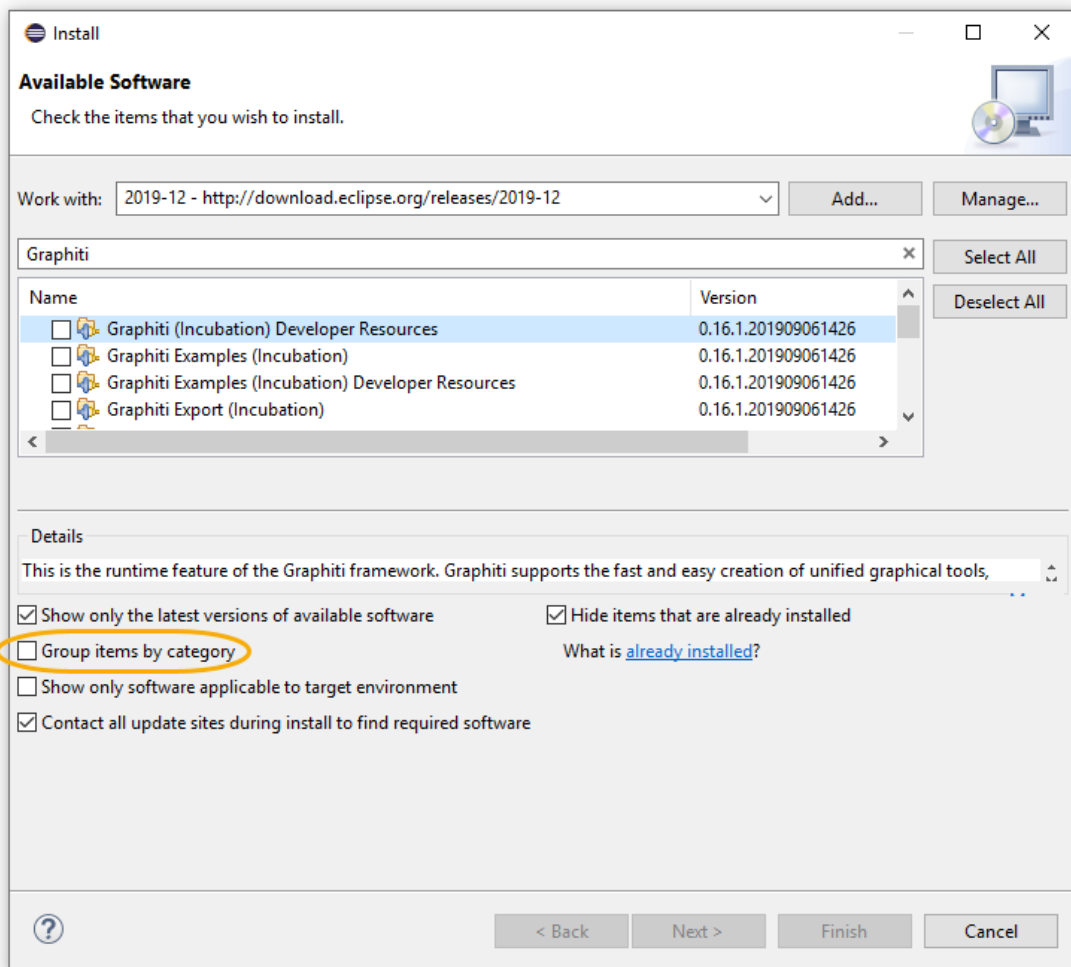 Install
Available Software
Check the items that you wish to install.
Work with: 2019-12 - http://download.eclipse.org/releases/2019-12 Add... Manage...
Graphiti Select All
Name Version Deselect All
Graphiti (Incubation) Developer Resources 0.16.1.201909061426
Graphiti Examples (Incubation) 0.16.1.201909061426
Graphiti Examples (Incubation) Developer Resources 0.16.1.201909061426
Graphiti Export (Incubation) 0.16.1.201909061426
Details
This is the runtime feature of the Graphiti framework. Graphiti supports the fast and easy creation of unified graphical tools,
Show only the latest versions of available software Hide items that are already installed
Group items by category What is already installed?
Show only software applicable to target environment
Contact all update sites during install to find required software
? < Back Next > Finish Cancel